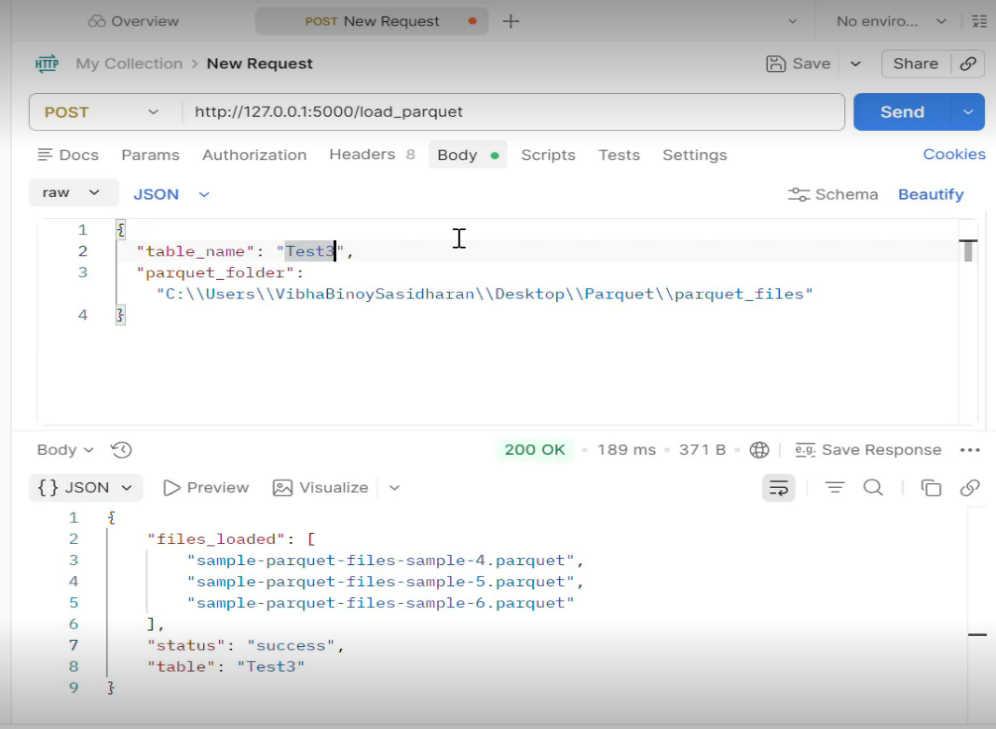 Overview
POST New Request
No enviro...
HTTP My Collection > New Request
Save
Share
POST
http://127.0.0.1:5000/load_parquet
Send
Docs Params Authorization Headers 8 Body Scripts Tests Settings Cookies
raw JSON Schema Beautify
1 {
2 "table_name": "Test3",
3 "parquet_folder":
"C:\\Users\\VibhaBinoySasidharan\\Desktop\\Parquet\\parquet_files"
4 }
Body 200 OK • 189 ms • 371 B e.g. Save Response
{} JSON Preview Visualize
1 {
2 "files_loaded": [
3 "sample-parquet-files-sample-4.parquet",
4 "sample-parquet-files-sample-5.parquet",
5 "sample-parquet-files-sample-6.parquet"
6 ],
7 "status": "success",
8 "table": "Test3"
9 }